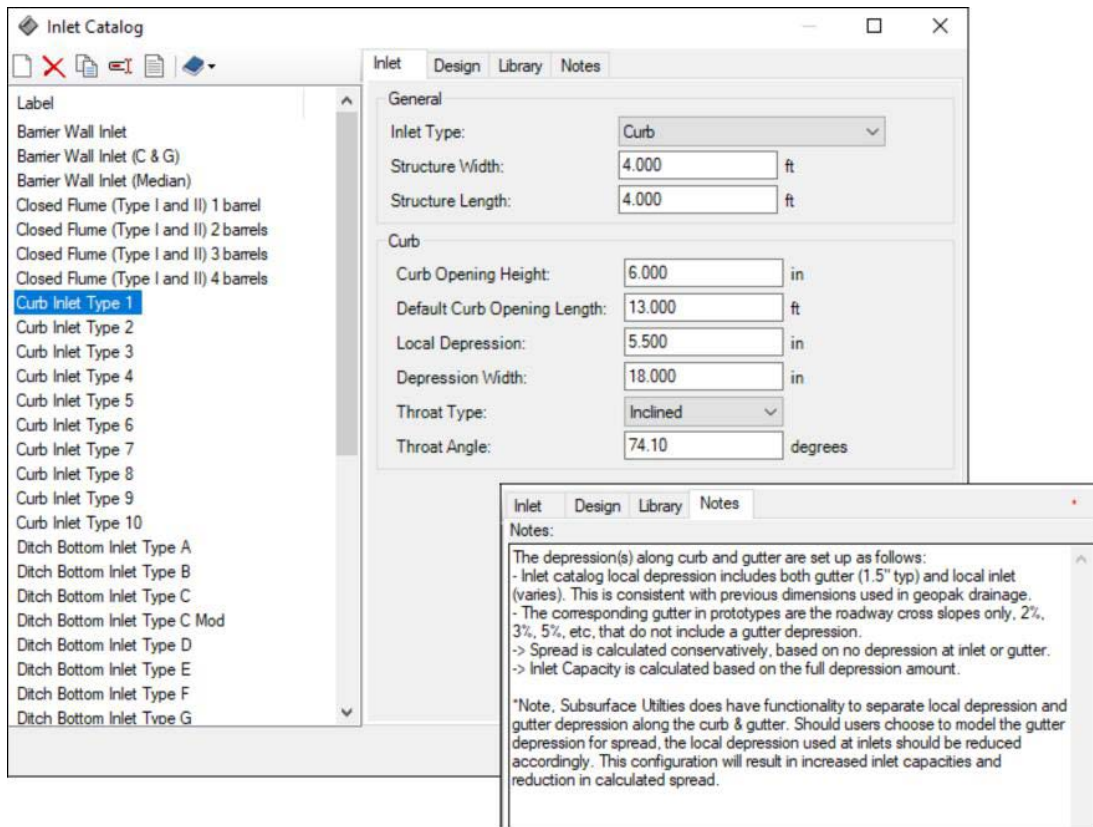 Inlet Catalog
Inlet Design Library Notes
Label
Barrier Wall Inlet
Barrier Wall Inlet (C & G)
Barrier Wall Inlet (Median)
Closed Flume (Type I and II) 1 barrel
Closed Flume (Type I and II) 2 barrels
Closed Flume (Type I and II) 3 barrels
Closed Flume (Type I and II) 4 barrels
Curb Inlet Type 1
Curb Inlet Type 2
Curb Inlet Type 3
Curb Inlet Type 4
Curb Inlet Type 5
Curb Inlet Type 6
Curb Inlet Type 7
Curb Inlet Type 8
Curb Inlet Type 9
Curb Inlet Type 10
Ditch Bottom Inlet Type A
Ditch Bottom Inlet Type B
Ditch Bottom Inlet Type C
Ditch Bottom Inlet Type C Mod
Ditch Bottom Inlet Type D
Ditch Bottom Inlet Type E
Ditch Bottom Inlet Type F
Ditch Bottom Inlet Type G
General
Inlet Type: Curb
Structure Width: 4.000 ft
Structure Length: 4.000 ft
Curb
Curb Opening Height: 6.000 in
Default Curb Opening Length: 13.000 ft
Local Depression: 5.500 in
Depression Width: 18.000 in
Throat Type: Inclined
Throat Angle: 74.10 degrees
Inlet Design Library Notes *
Notes:
The depression(s) along curb and gutter are set up as follows:
- Inlet catalog local depression includes both gutter (1.5" typ) and local inlet
(varies). This is consistent with previous dimensions used in geopak drainage.
- The corresponding gutter in prototypes are the roadway cross slopes only, 2%,
3%, 5%, etc, that do not include a gutter depression.
-> Spread is calculated conservatively, based on no depression at inlet or gutter.
-> Inlet Capacity is calculated based on the full depression amount.
*Note, Subsurface Utilties does have functionality to separate local depression and
gutter depression along the curb & gutter. Should users choose to model the gutter
depression for spread, the local depression used at inlets should be reduced
accordingly. This configuration will result in increased inlet capacities and
reduction in calculated spread.